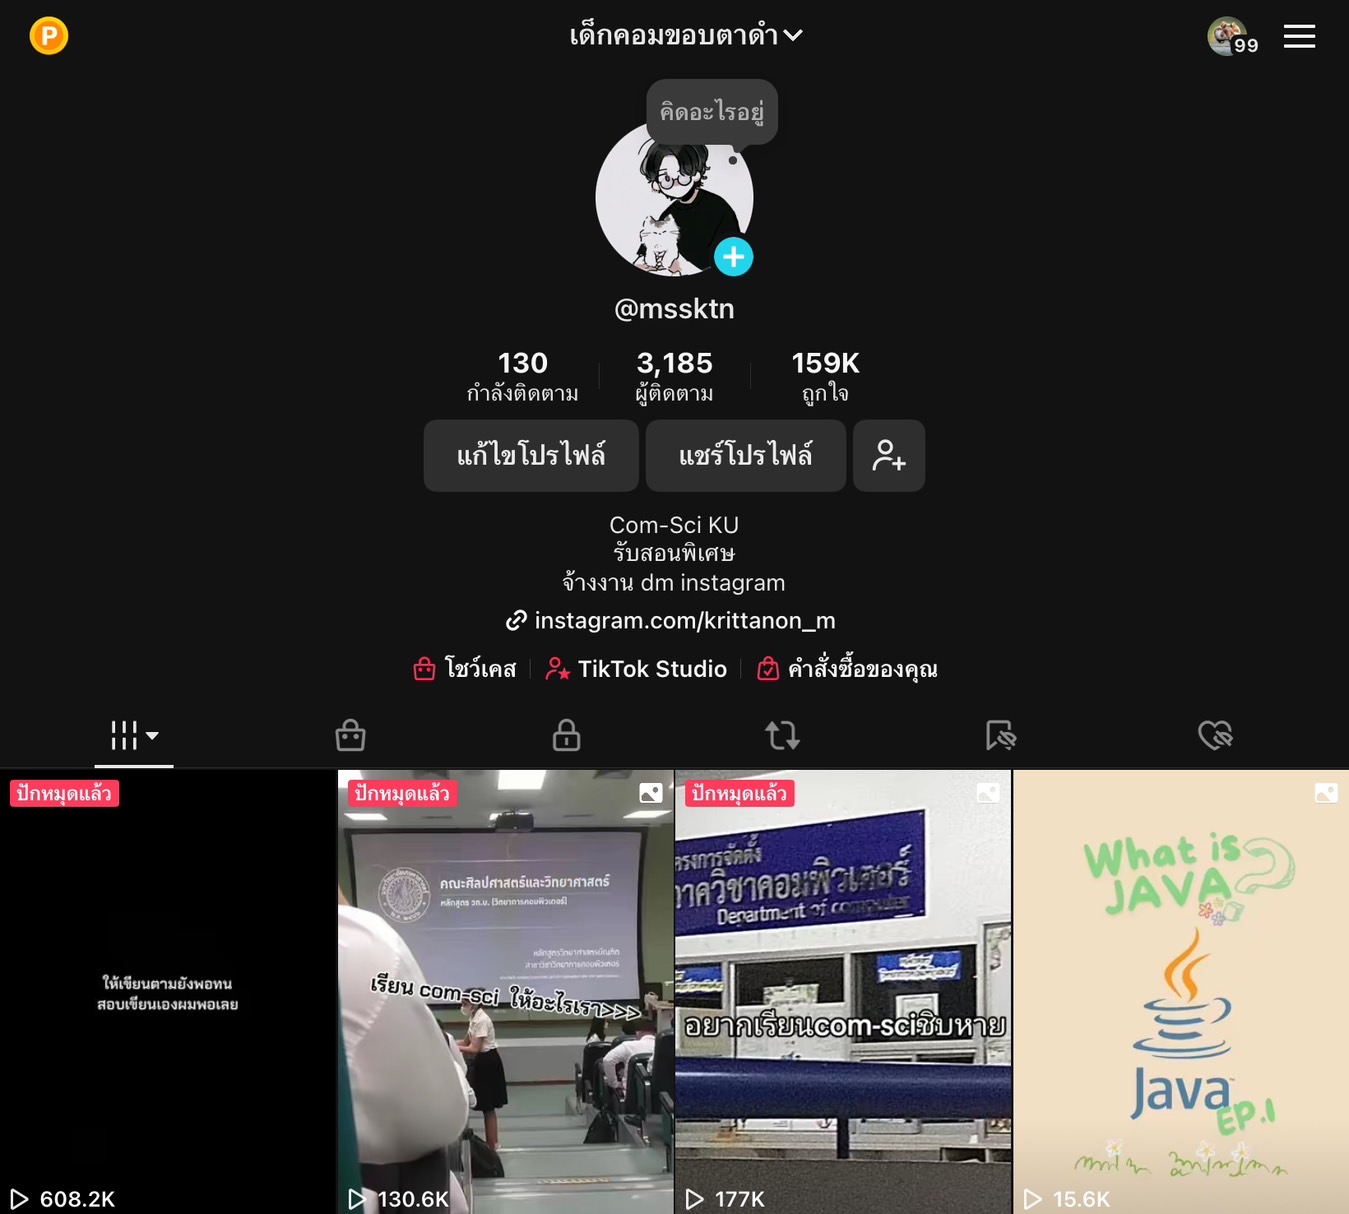 P
เด็กคอมขอบตาดำ
99
คิดอะไรอยู่
@mssktn
130
3,185
159K
กำลังติดตาม
ผู้ติดตาม
ถูกใจ
แก้ไขโปรไฟล์
แชร์โปรไฟล์
Com-Sci KU
รับสอนพิเศษ
จ้างงาน dm instagram
instagram.com/krittanon_m
โชว์เคส
TikTok Studio
คำสั่งซื้อของคุณ
ปักหมุดแล้ว
ให้เขียนตามยังพอทน
สอบเขียนเองผมพอเลย
608.2K
ปักหมุดแล้ว
คณะศิลปศาสตร์และวิทยาศาสตร์
หลักสูตร วท.บ. (วิทยาการคอมพิวเตอร์)
หลักสูตรวิทยาศาสตรบัณฑิต
สาขาวิชาวิทยาการคอมพิวเตอร์
เรียน com-sci ให้อะไรเรา>>>
130.6K
ปักหมุดแล้ว
ครงการจัดตั้ง
าควิชาคอมพิวเตอร์
Department of computer
อยากเรียนcom-sciชิบหาย
177K
What is
JAVA?
Java
EP.1
15.6K